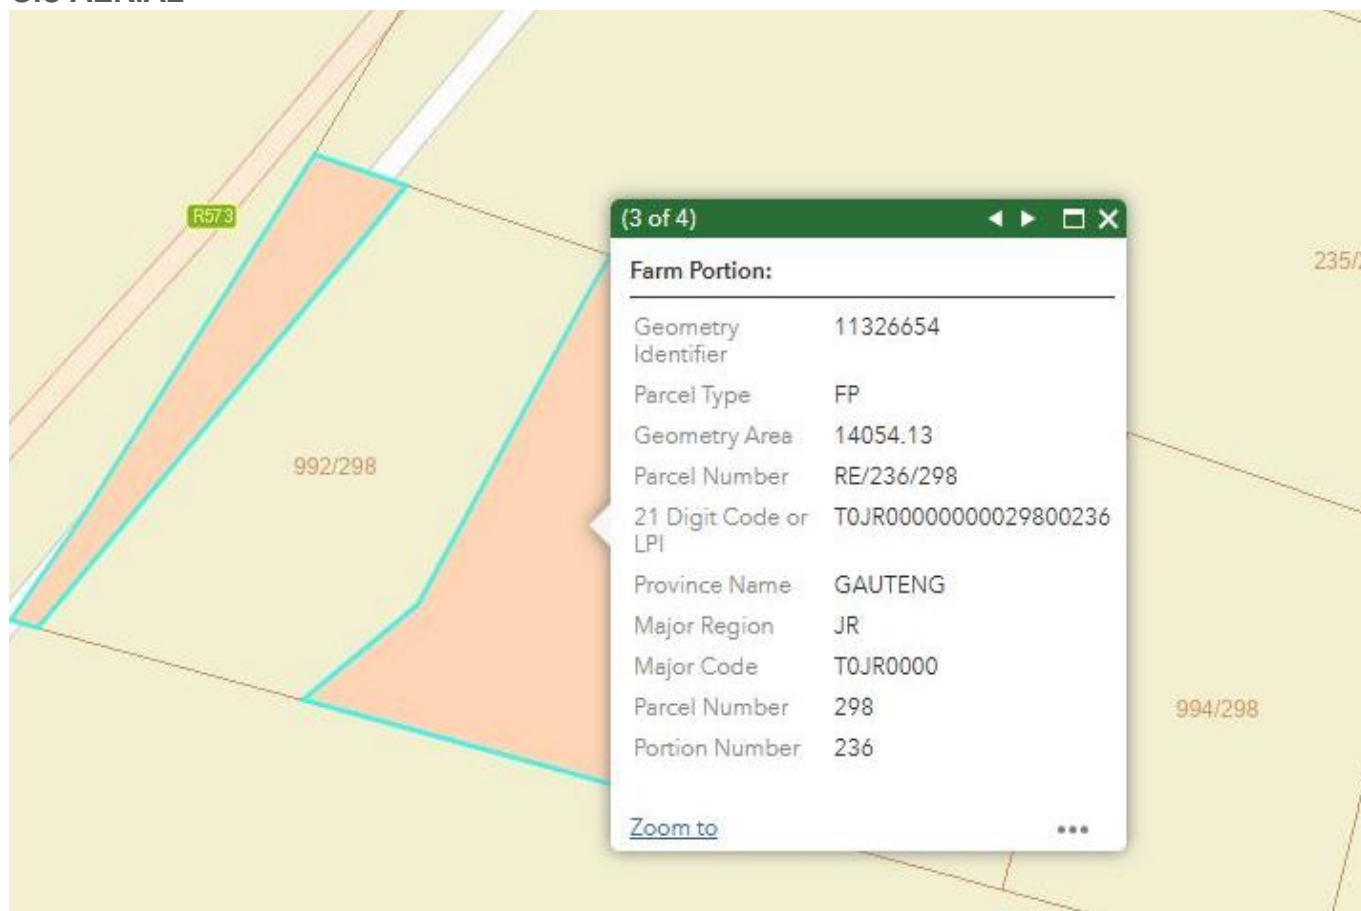 R573
(3 of 4)
Farm Portion:
Geometry Identifier 11326654
Parcel Type FP
Geometry Area 14054.13
Parcel Number RE/236/298
21 Digit Code or LPI T0JR00000000029800236
Province Name GAUTENG
Major Region JR
Major Code T0JR0000
Parcel Number 298
Portion Number 236
Zoom to
992/298
235/
994/298